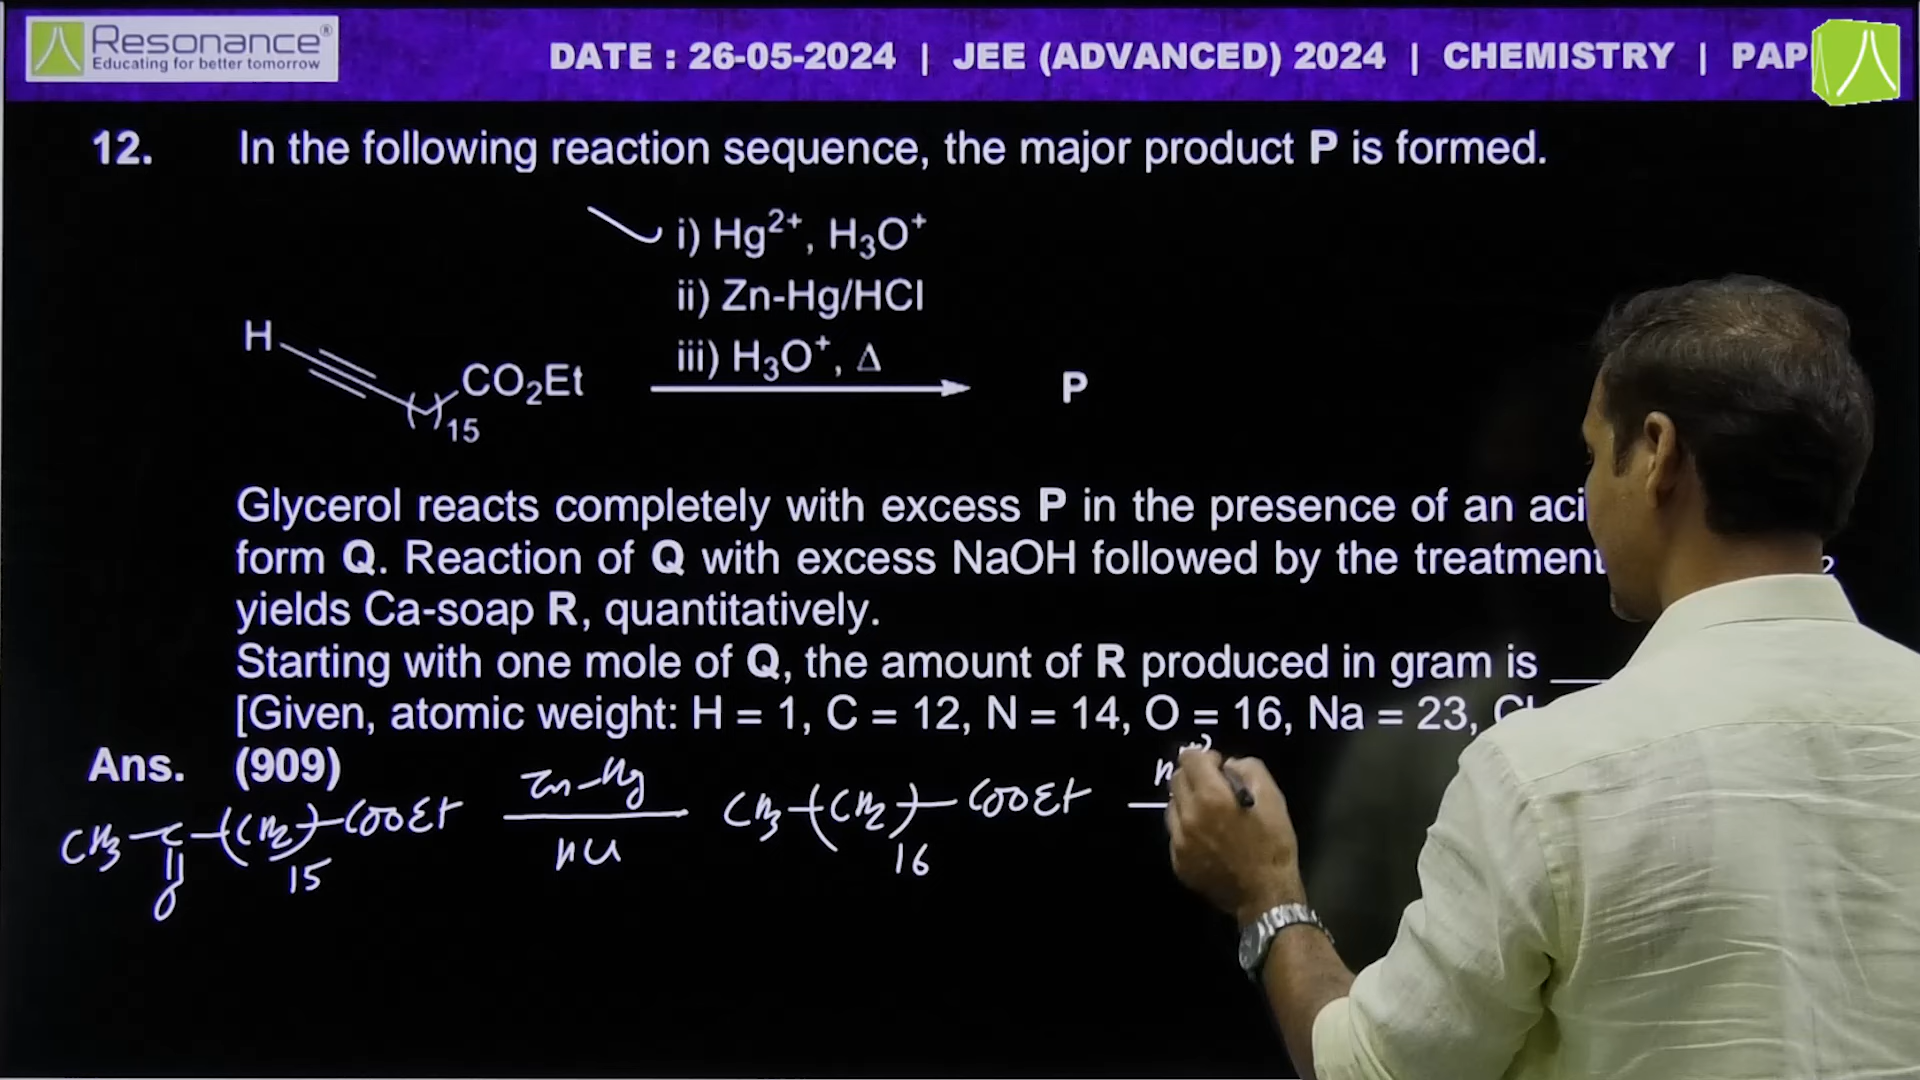 Resonance®
Educating for better tomorrow
DATE : 26-05-2024 | JEE (ADVANCED) 2024 | CHEMISTRY | PAP
12. In the following reaction sequence, the major product P is formed.
i) Hg²⁺, H₃O⁺
ii) Zn-Hg/HCl
iii) H₃O⁺, Δ
H
CO₂Et
( )₁₅
P
Glycerol reacts completely with excess P in the presence of an aci
form Q. Reaction of Q with excess NaOH followed by the treatment
yields Ca-soap R, quantitatively.
Starting with one mole of Q, the amount of R produced in gram is ___
[Given, atomic weight: H = 1, C = 12, N = 14, O = 16, Na = 23,
Ans. (909)
CH₃-C-(CH₂)-COOEt Zn-Hg CH₃-(CH₂)-COOEt
O 15 HCl 16